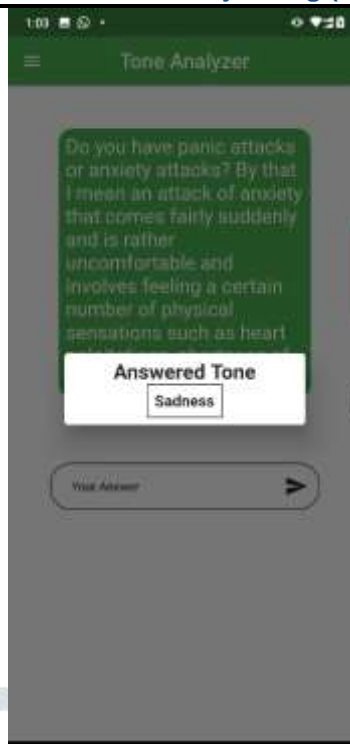 1:03
Tone Analyzer
Do you have panic attacks
or anxiety attacks? By that
I mean an attack of anxiety
that comes fairly suddenly
and is rather
uncomfortable and
involves feeling a certain
number of physical
sensations such as heart
Answered Tone
Sadness
Your Answer